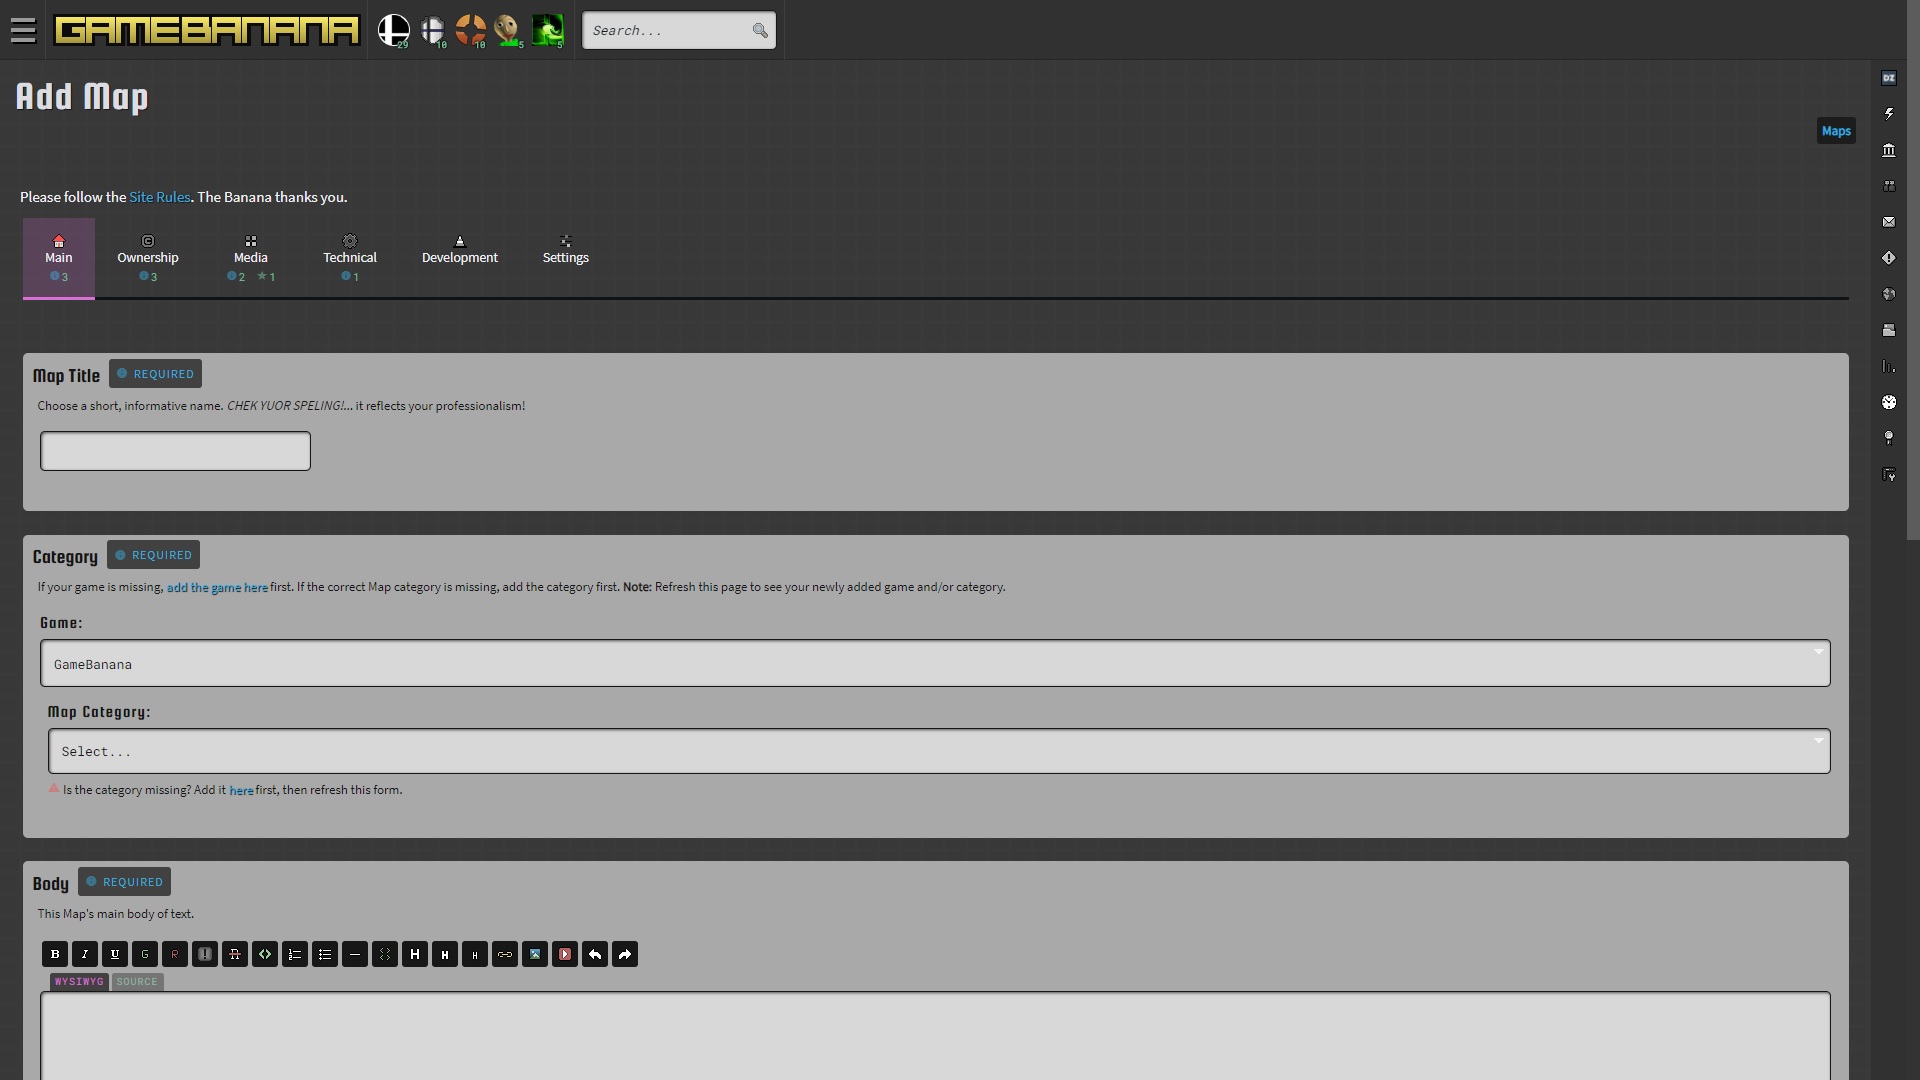 GAMEBANANA
29
10
10
5
5
Search...
Add Map
DZ
Maps
Please follow the Site Rules. The Banana thanks you.
Main
Ownership
Media
Technical
Development
Settings
3
3
2
1
1
Map Title REQUIRED
Choose a short, informative name. CHEK YUOR SPELING!... it reflects your professionalism!
Category REQUIRED
If your game is missing, add the game here first. If the correct Map category is missing, add the category first. Note: Refresh this page to see your newly added game and/or category.
Game:
GameBanana
Map Category:
Select...
Is the category missing? Add it here first, then refresh this form.
Body REQUIRED
This Map's main body of text.
B I U G R H H H
WYSIWYG SOURCE